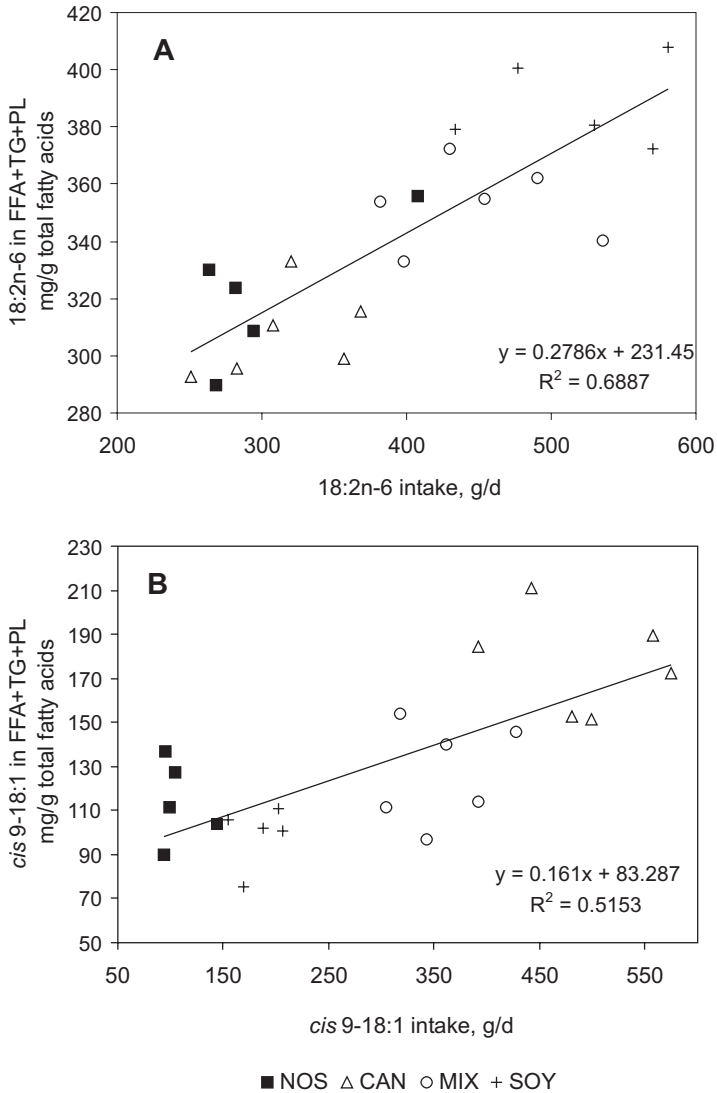 A
420
400
380
360
340
320
300
280
200 300 400 500 600
18:2n-6 in FFA+TG+PL
mg/g total fatty acids
y = 0.2786x + 231.45
R² = 0.6887
18:2n-6 intake, g/d
B
230
210
190
170
150
130
110
90
70
50
50 150 250 350 450 550
cis 9-18:1 in FFA+TG+PL
mg/g total fatty acids
y = 0.161x + 83.287
R² = 0.5153
cis 9-18:1 intake, g/d
■ NOS △ CAN ○ MIX + SOY